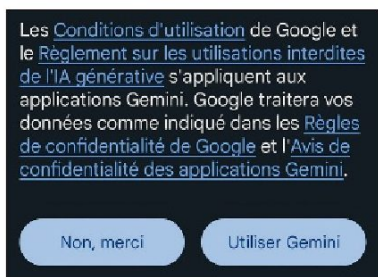 Les Conditions d'utilisation de Google et
le Règlement sur les utilisations interdites
de l'IA générative s'appliquent aux
applications Gemini. Google traitera vos
données comme indiqué dans les Règles
de confidentialité de Google et l'Avis de
confidentialité des applications Gemini.
Non, merci
Utiliser Gemini